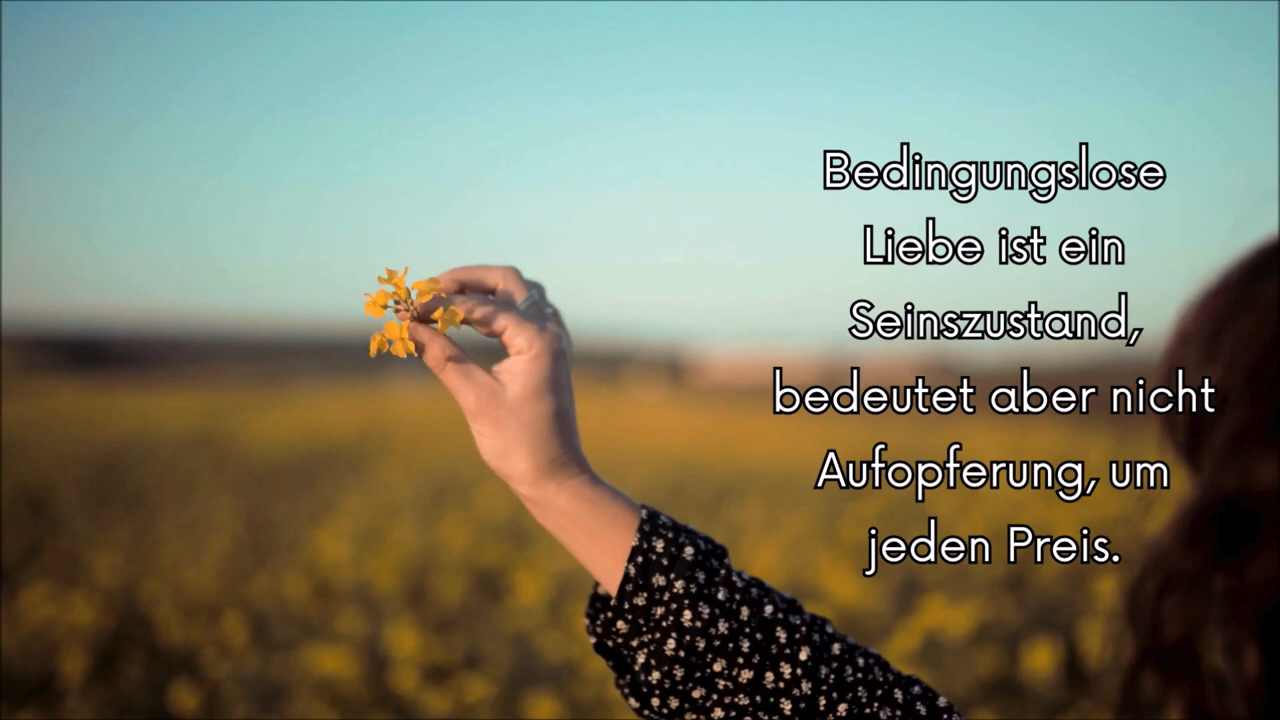 Bedingungslose
Liebe ist ein
Seinszustand,
bedeutet aber nicht
Aufopferung, um
jeden Preis.